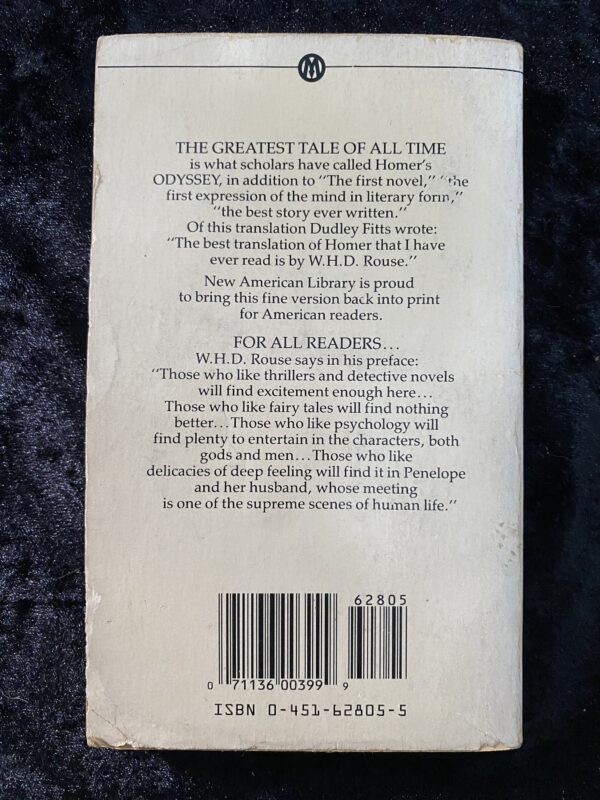 M
THE GREATEST TALE OF ALL TIME
is what scholars have called Homer's
ODYSSEY, in addition to "The first novel," "the
first expression of the mind in literary form,"
"the best story ever written."
Of this translation Dudley Fitts wrote:
"The best translation of Homer that I have
ever read is by W.H.D. Rouse."
New American Library is proud
to bring this fine version back into print
for American readers.
FOR ALL READERS...
W.H.D. Rouse says in his preface:
"Those who like thrillers and detective novels
will find excitement enough here...
Those who like fairy tales will find nothing
better...Those who like psychology will
find plenty to entertain in the characters, both
gods and men...Those who like
delicacies of deep feeling will find it in Penelope
and her husband, whose meeting
is one of the supreme scenes of human life."
62805
0 71136 00399 9
ISBN 0-451-62805-5